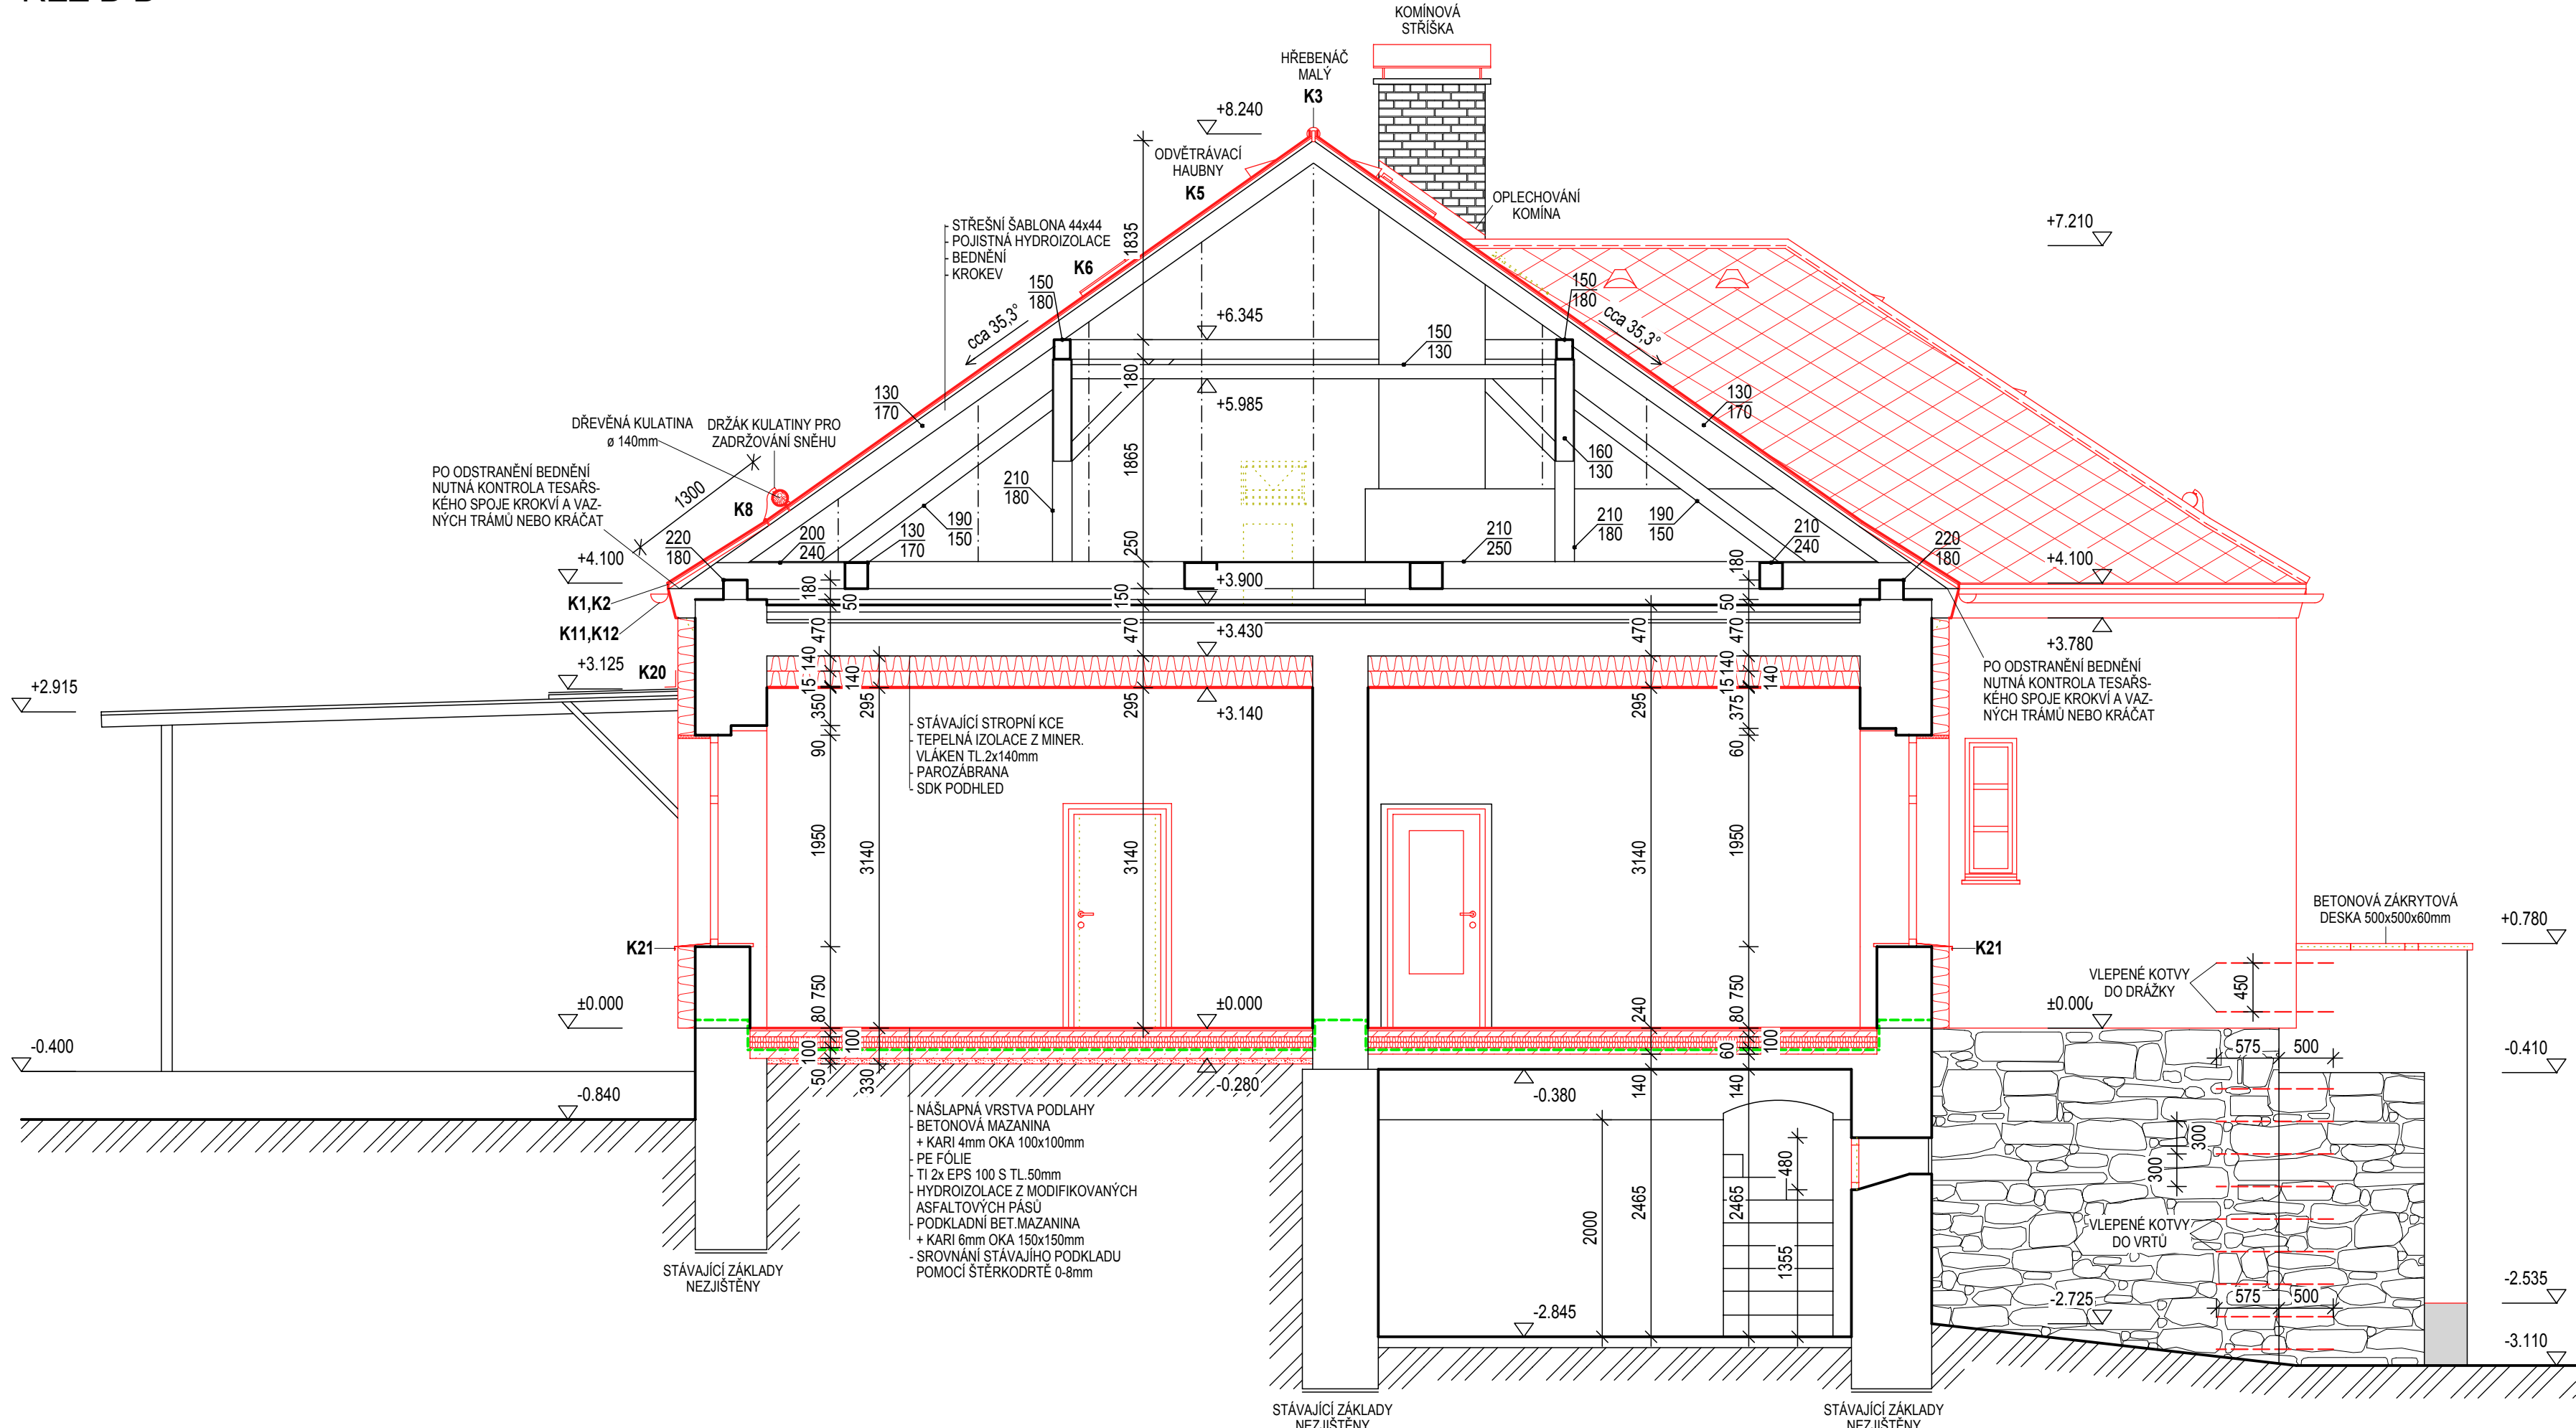 KOMÍNOVÁ
STŘÍŠKA
HŘEBENÁČ
MALÝ
K3
+8.240
ODVĚTRÁVACÍ
HAUBNY
K5
OPLECHOVÁNÍ
KOMÍNA
+7.210
- STŘEŠNÍ ŠABLONA 44x44
- POJISTNÁ HYDROIZOLACE
- BEDNĚNÍ
- KROKEV
1835
K6
150
180
150
180
cca 35,3°
cca 35,3°
+6.345
150
130
180
+5.985
130
170
130
170
DŘEVĚNÁ KULATINA
ø 140mm
DRŽÁK KULATINY PRO
ZADRŽOVÁNÍ SNĚHU
PO ODSTRANĚNÍ BEDNĚNÍ
NUTNÁ KONTROLA TESAŘS-
KÉHO SPOJE KROKVÍ A VAZ-
NÝCH TRÁMŮ NEBO KRÁČAT
1300
K8
1865
160
130
210
180
190
150
210
180
190
150
220
180
200
240
130
170
250
210
250
210
240
180
220
180
+4.100
+4.100
180
50
150
+3.900
50
K1,K2
K11,K12
470
470
+3.430
470
470
+3.780
+3.125
K20
140
15
140
140
15
140
+2.915
350
295
295
+3.140
295
375
PO ODSTRANĚNÍ BEDNĚNÍ
NUTNÁ KONTROLA TESAŘS-
KÉHO SPOJE KROKVÍ A VAZ-
NÝCH TRÁMŮ NEBO KRÁČAT
- STÁVAJÍCÍ STROPNÍ KCE
- TEPELNÁ IZOLACE Z MINER.
VLÁKEN TL.2x140mm
- PAROZÁBRANA
- SDK PODHLED
90
60
1950
3140
3140
3140
1950
BETONOVÁ ZÁKRYTOVÁ
DESKA 500x500x60mm
+0.780
K21
K21
VLEPENÉ KOTVY
DO DRÁŽKY
450
750
750
±0.000
±0.000
±0.000
80
240
80
-0.400
100
100
60
100
575
500
-0.410
50
330
-0.280
140
140
-0.380
-0.840
- NÁŠLAPNÁ VRSTVA PODLAHY
- BETONOVÁ MAZANINA
+ KARI 4mm OKA 100x100mm
- PE FÓLIE
- TI 2x EPS 100 S TL.50mm
- HYDROIZOLACE Z MODIFIKOVANÝCH
ASFALTOVÝCH PÁSŮ
- PODKLADNÍ BET.MAZANINA
+ KARI 6mm OKA 150x150mm
- SROVNÁNÍ STÁVAJÍHO PODKLADU
POMOCÍ ŠTĚRKODRTĚ 0-8mm
300
300
480
2000
2465
2465
1355
VLEPENÉ KOTVY
DO VRTŮ
STÁVAJÍCÍ ZÁKLADY
NEZJIŠTĚNY
-2.845
-2.725
575
500
-2.535
-3.110
STÁVAJÍCÍ ZÁKLADY
NEZJIŠTĚNY
STÁVAJÍCÍ ZÁKLADY
NEZJIŠTĚNY